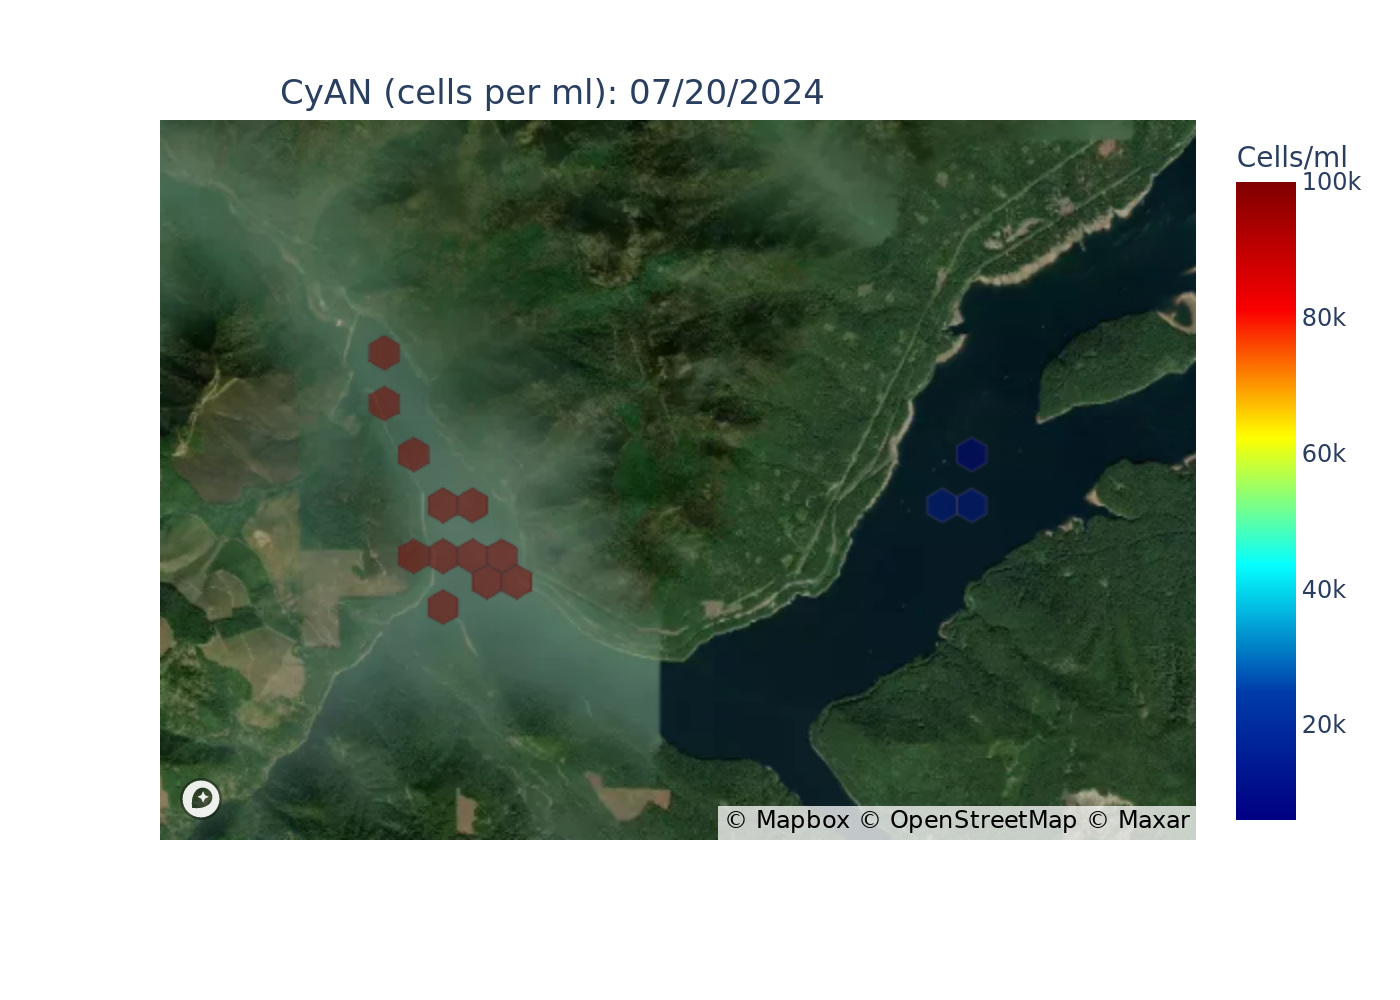 CyAN (cells per ml): 07/20/2024
Cells/ml
100k
80k
60k
40k
20k
© Mapbox © OpenStreetMap © Maxar